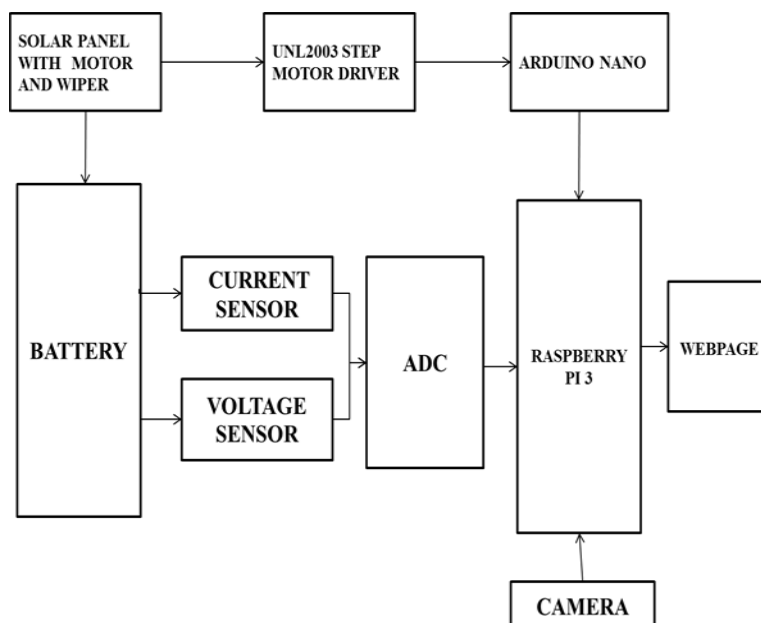 SOLAR PANEL
WITH MOTOR
AND WIPER
UNL2003 STEP
MOTOR DRIVER
ARDUINO NANO
BATTERY
CURRENT
SENSOR
VOLTAGE
SENSOR
ADC
RASPBERRY
PI 3
WEBPAGE
CAMERA